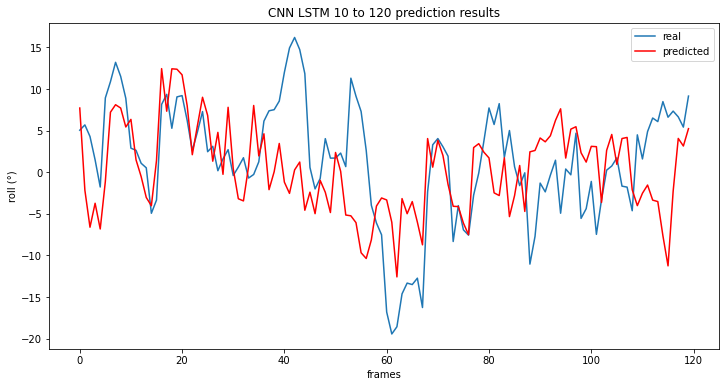 CNN LSTM 10 to 120 prediction results
real
predicted
15
10
5
0
−5
−10
−15
−20
roll (°)
0 20 40 60 80 100 120
frames